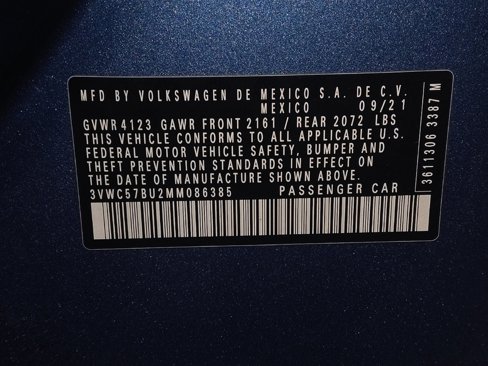 MFD BY VOLKSWAGEN DE MEXICO S.A. DE C.V.
MEXICO 09/21
GVWR 4123 GAWR FRONT 2161 / REAR 2072 LBS
THIS VEHICLE CONFORMS TO ALL APPLICABLE U.S.
FEDERAL MOTOR VEHICLE SAFETY, BUMPER AND
THEFT PREVENTION STANDARDS IN EFFECT ON
THE DATE OF MANUFACTURE SHOWN ABOVE.
3VWC57BU2MM086385 PASSENGER CAR
3611306 3387 M